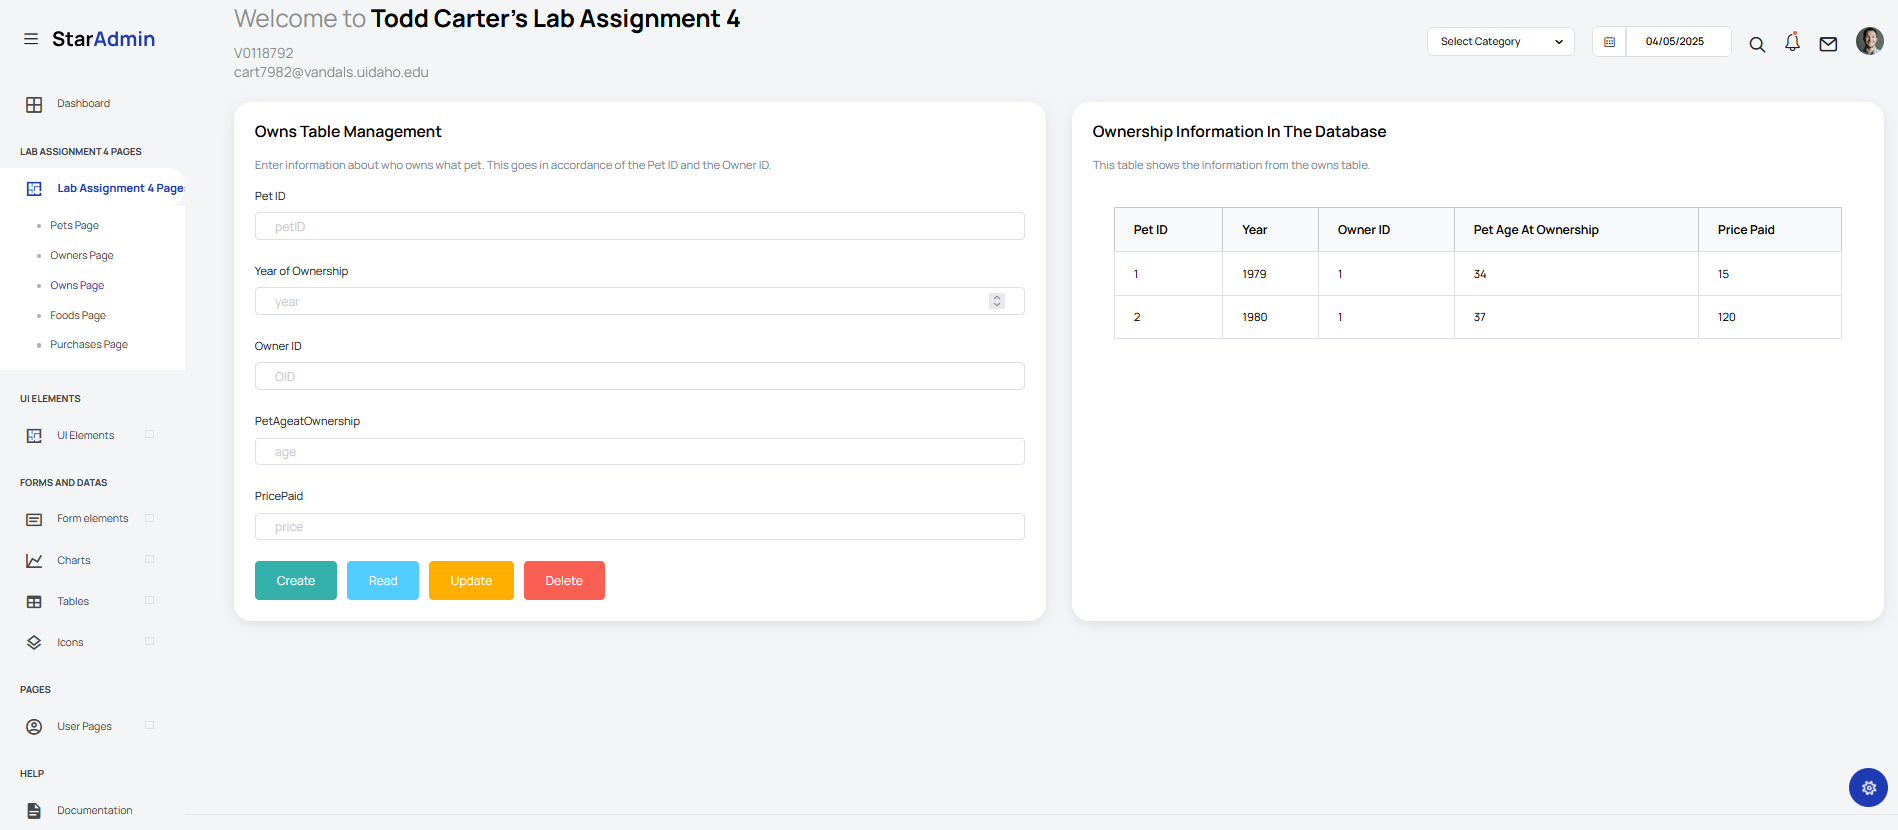 StarAdmin
Welcome to Todd Carter's Lab Assignment 4
V0118792
cart7982@vandals.uidaho.edu
Select Category
04/05/2025
Dashboard
LAB ASSIGNMENT 4 PAGES
Lab Assignment 4 Page
Pets Page
Owners Page
Owns Page
Foods Page
Purchases Page
UI ELEMENTS
UI Elements
FORMS AND DATAS
Form elements
Charts
Tables
Icons
PAGES
User Pages
HELP
Documentation
Owns Table Management
Enter information about who owns what pet. This goes in accordance of the Pet ID and the Owner ID.
Pet ID
petID
Year of Ownership
year
Owner ID
OID
PetAgeatOwnership
age
PricePaid
price
Create Read Update Delete
Ownership Information In The Database
This table shows the information from the owns table.
Pet ID Year Owner ID Pet Age At Ownership Price Paid
1 1979 1 34 15
2 1980 1 37 120